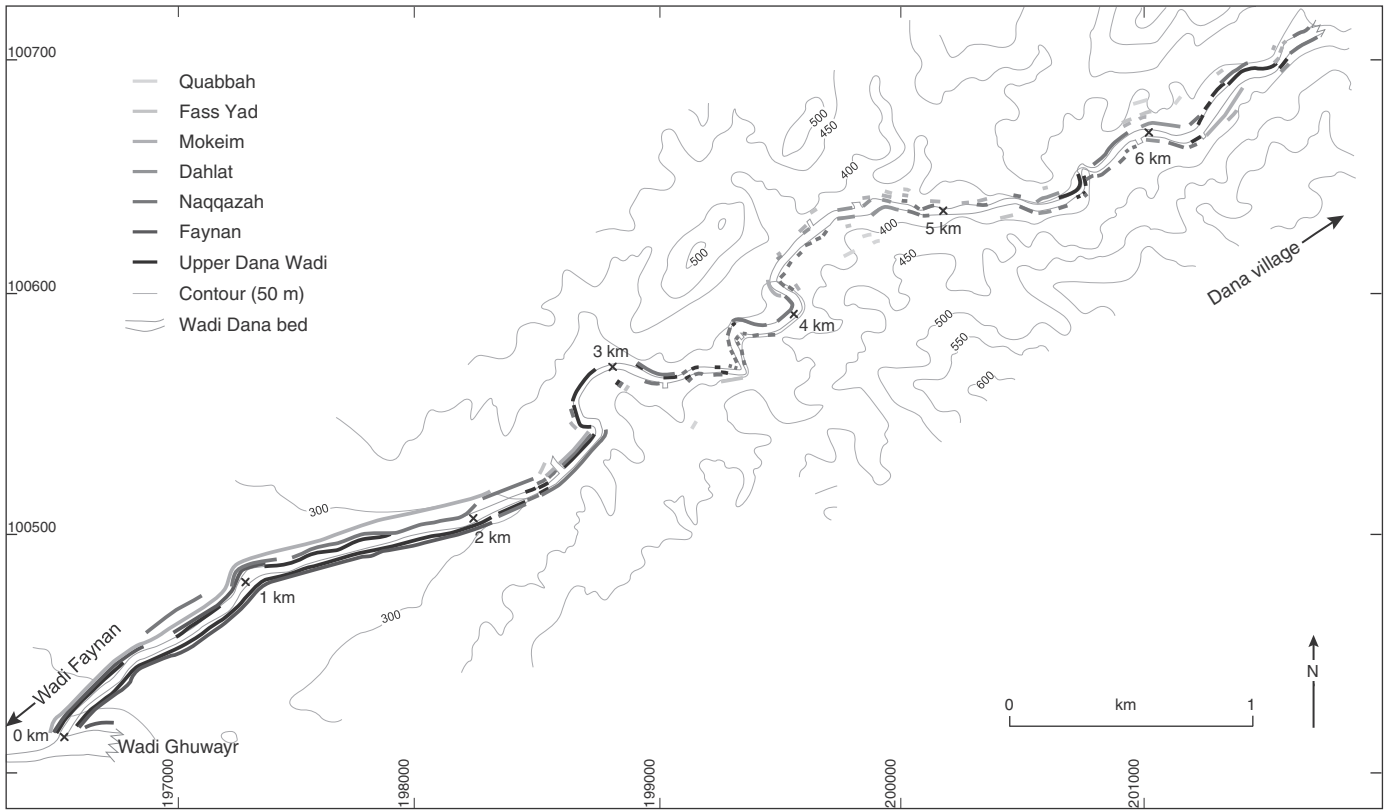 100700
Quabbah
Fass Yad
Mokeim
Dahlat
Naqqazah
Faynan
Upper Dana Wadi
Contour (50 m)
Wadi Dana bed
500
450
400
6 km
5 km
400
450
500
Dana village
100600
4 km
500
550
3 km
600
300
100500
2 km
1 km
300
Wadi Faynan
N
0 km 1
0 km
Wadi Ghuwayr
197000
198000
199000
200000
201000